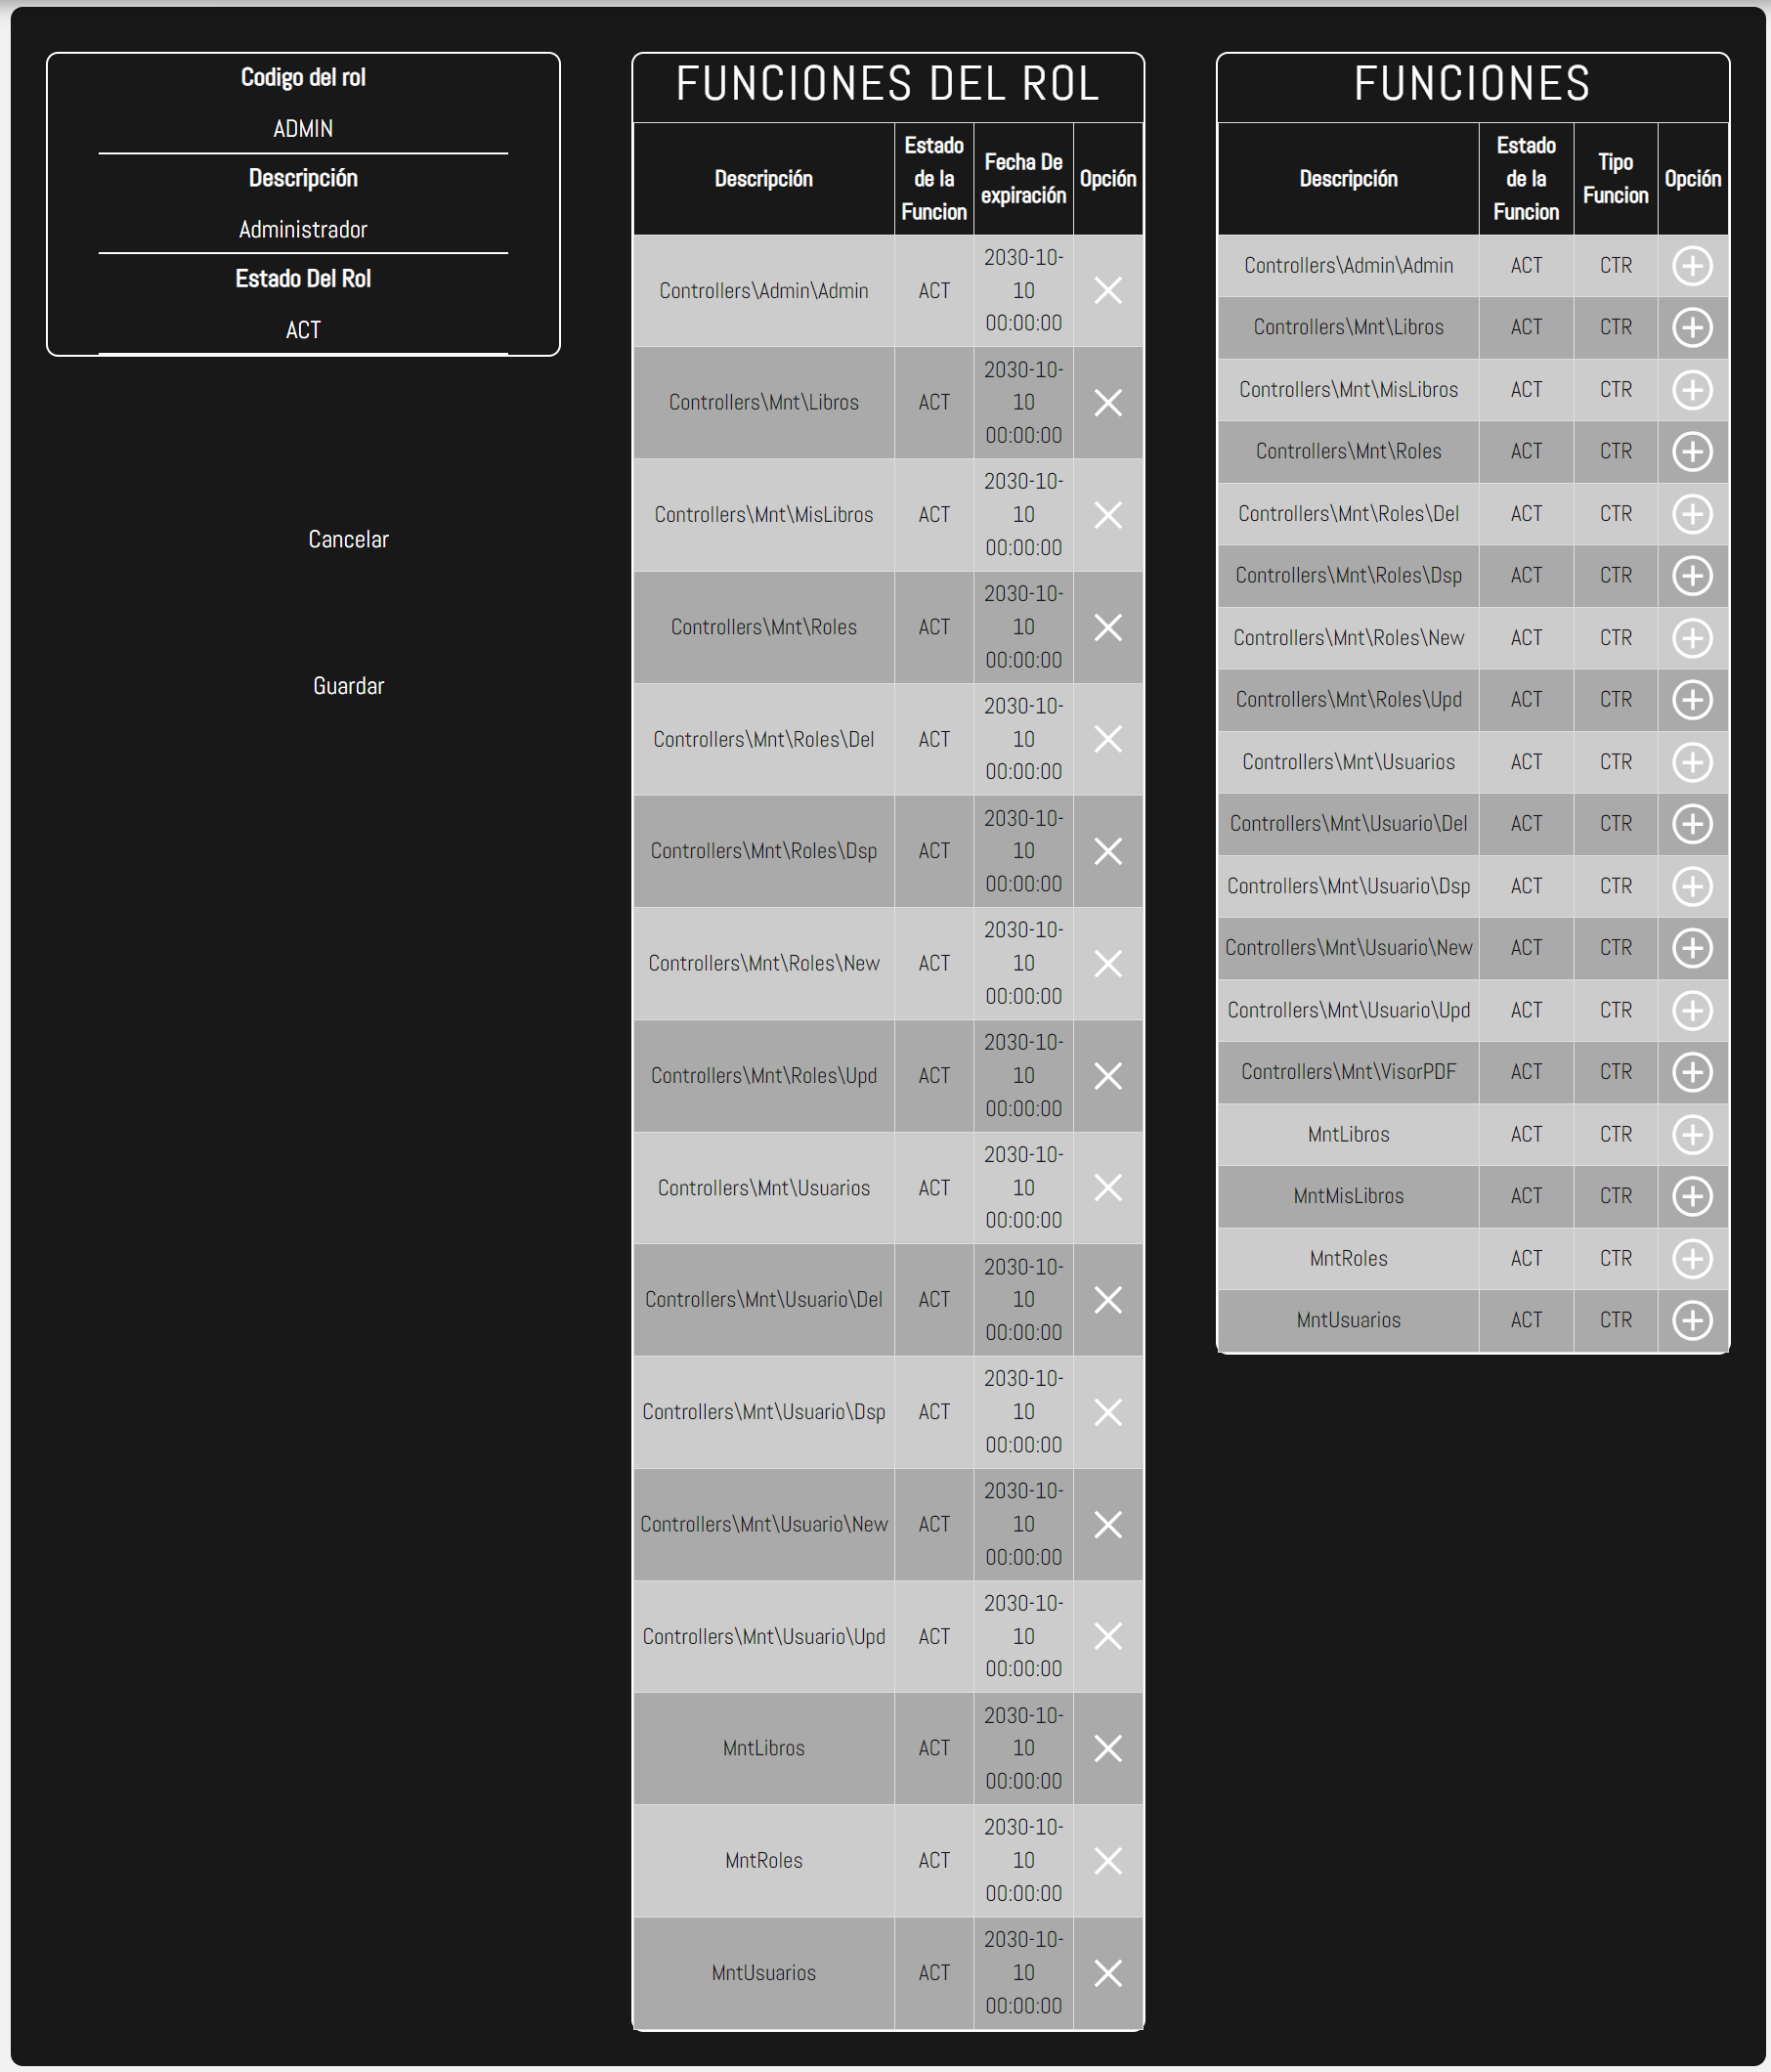 Codigo del rol
ADMIN
Descripción
Administrador
Estado Del Rol
ACT
Cancelar
Guardar
FUNCIONES DEL ROL
Descripción Estado de la Funcion Fecha De expiración Opción
Controllers\Admin\Admin ACT 2030-10-10 00:00:00
Controllers\Mnt\Libros ACT 2030-10-10 00:00:00
Controllers\Mnt\MisLibros ACT 2030-10-10 00:00:00
Controllers\Mnt\Roles ACT 2030-10-10 00:00:00
Controllers\Mnt\Roles\Del ACT 2030-10-10 00:00:00
Controllers\Mnt\Roles\Dsp ACT 2030-10-10 00:00:00
Controllers\Mnt\Roles\New ACT 2030-10-10 00:00:00
Controllers\Mnt\Roles\Upd ACT 2030-10-10 00:00:00
Controllers\Mnt\Usuarios ACT 2030-10-10 00:00:00
Controllers\Mnt\Usuario\Del ACT 2030-10-10 00:00:00
Controllers\Mnt\Usuario\Dsp ACT 2030-10-10 00:00:00
Controllers\Mnt\Usuario\New ACT 2030-10-10 00:00:00
Controllers\Mnt\Usuario\Upd ACT 2030-10-10 00:00:00
MntLibros ACT 2030-10-10 00:00:00
MntRoles ACT 2030-10-10 00:00:00
MntUsuarios ACT 2030-10-10 00:00:00
FUNCIONES
Descripción Estado de la Funcion Tipo Funcion Opción
Controllers\Admin\Admin ACT CTR
Controllers\Mnt\Libros ACT CTR
Controllers\Mnt\MisLibros ACT CTR
Controllers\Mnt\Roles ACT CTR
Controllers\Mnt\Roles\Del ACT CTR
Controllers\Mnt\Roles\Dsp ACT CTR
Controllers\Mnt\Roles\New ACT CTR
Controllers\Mnt\Roles\Upd ACT CTR
Controllers\Mnt\Usuarios ACT CTR
Controllers\Mnt\Usuario\Del ACT CTR
Controllers\Mnt\Usuario\Dsp ACT CTR
Controllers\Mnt\Usuario\New ACT CTR
Controllers\Mnt\Usuario\Upd ACT CTR
Controllers\Mnt\VisorPDF ACT CTR
MntLibros ACT CTR
MntMisLibros ACT CTR
MntRoles ACT CTR
MntUsuarios ACT CTR